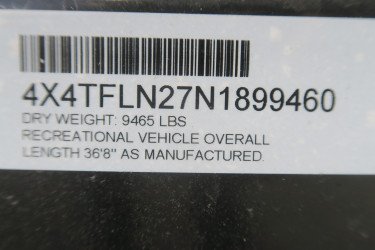 4X4TFLN27N1899460
DRY WEIGHT: 9465 LBS
RECREATIONAL VEHICLE OVERALL
LENGTH 36'8" AS MANUFACTURED